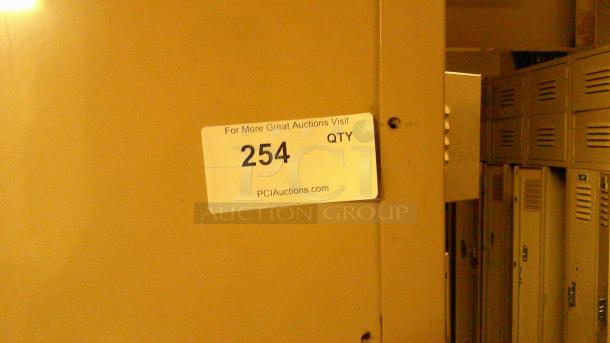 For More Great Auctions Visit
QTY
254
PCi
PCIAuctions.com
AUCTION GROUP